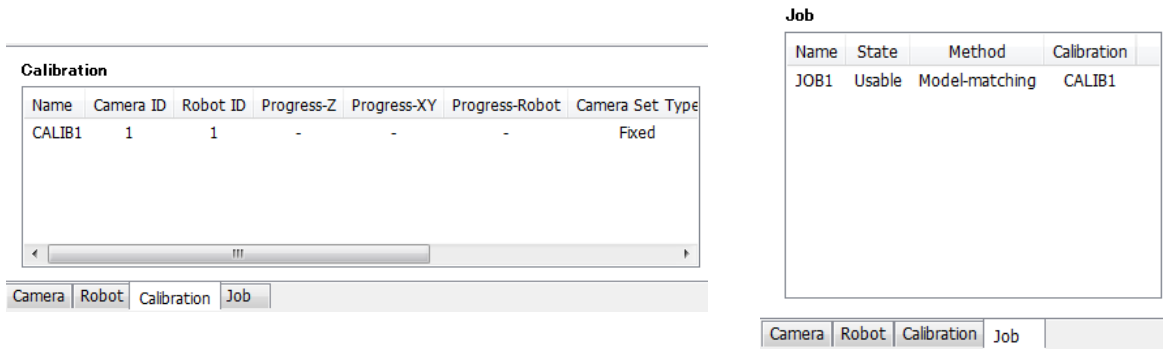 Calibration
Name Camera ID Robot ID Progress-Z Progress-XY Progress-Robot Camera Set Type
CALIB1 1 1 - - - Fixed
Camera Robot Calibration Job
Job
Name State Method Calibration
JOB1 Usable Model-matching CALIB1
Camera Robot Calibration Job